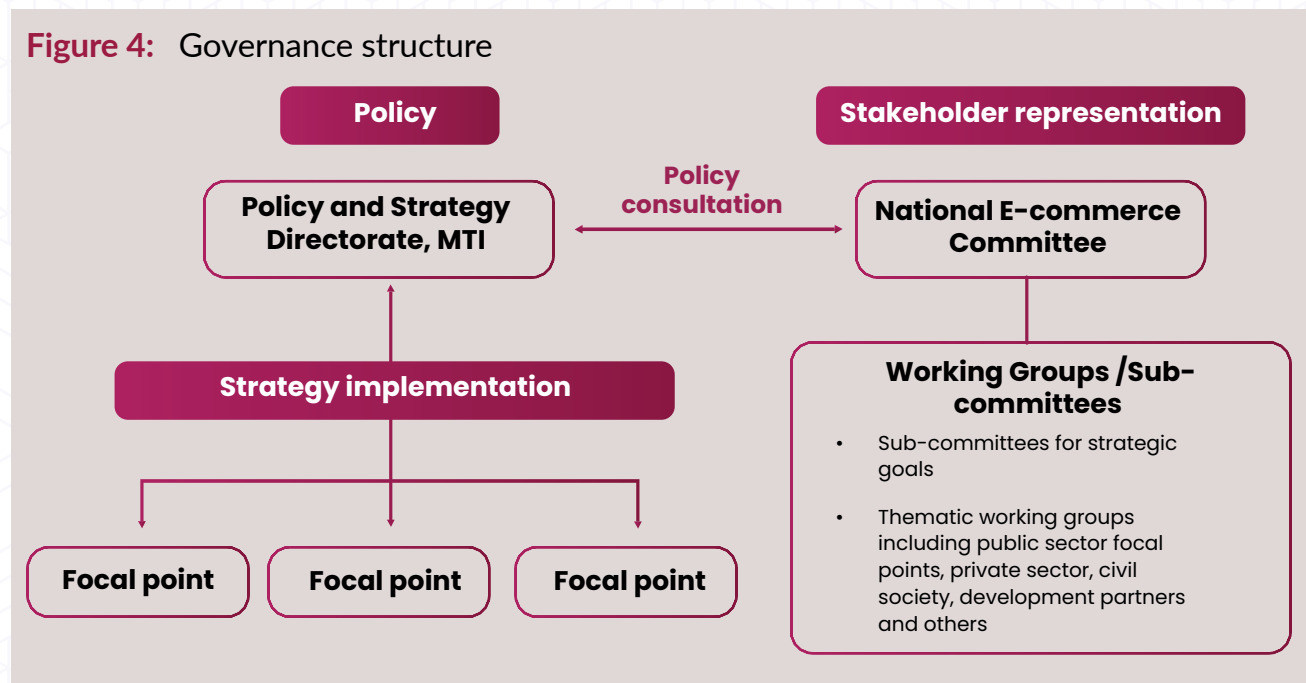 Figure 4: Governance structure
Policy
Stakeholder representation
Policy and Strategy
Directorate, MTI
Policy
consultation
National E-commerce
Committee
Strategy implementation
Focal point
Focal point
Focal point
Working Groups /Sub-
committees
• Sub-committees for strategic
goals
• Thematic working groups
including public sector focal
points, private sector, civil
society, development partners
and others